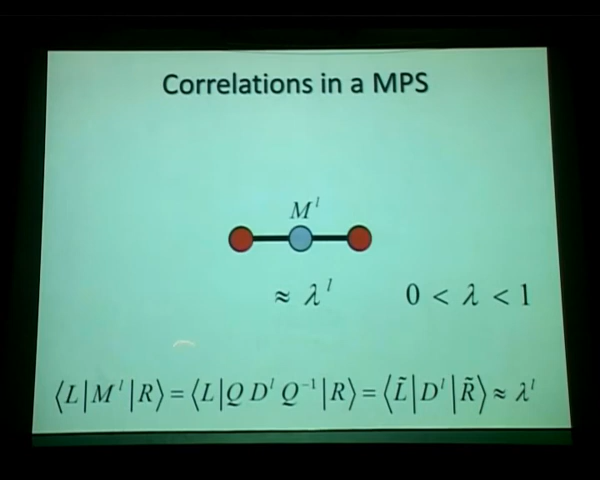 Correlations in a MPS
M^l
≈ λ^l 0 < λ < 1
⟨L|M^l|R⟩ = ⟨L|Q D^l Q^{-1}|R⟩ = ⟨L̃|D^l|R̃⟩ ≈ λ^l